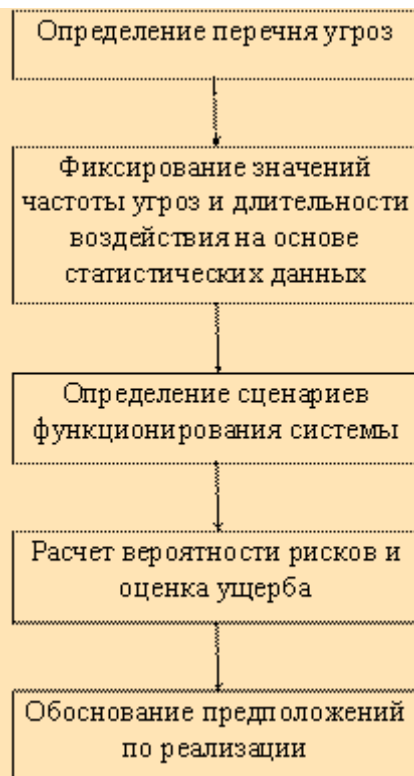 Определение перечня угроз
Фиксирование значений
частоты угроз и длительности
воздействия на основе
статистических данных
Определение сценариев
функционирования системы
Расчет вероятности рисков и
оценка ущерба
Обоснование предположений
по реализации